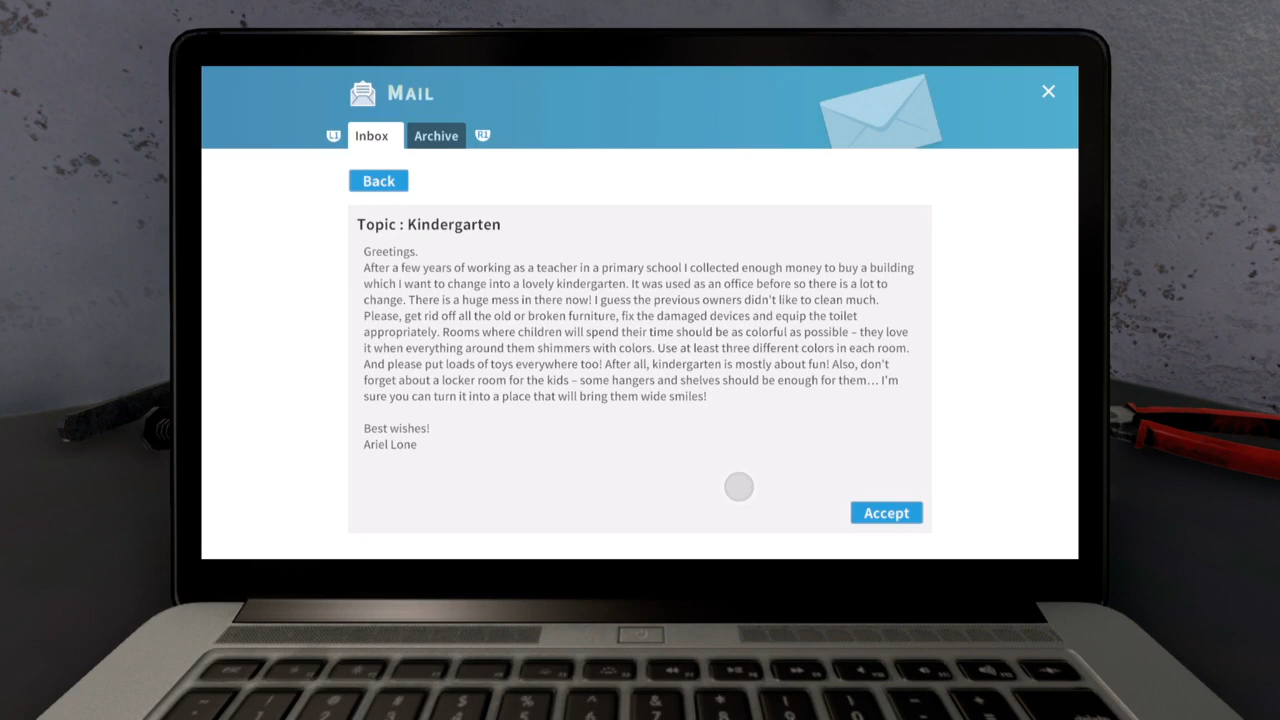 MAIL
L1 Inbox Archive R1
Back
Topic : Kindergarten
Greetings.
After a few years of working as a teacher in a primary school I collected enough money to buy a building
which I want to change into a lovely kindergarten. It was used as an office before so there is a lot to
change. There is a huge mess in there now! I guess the previous owners didn't like to clean much.
Please, get rid off all the old or broken furniture, fix the damaged devices and equip the toilet
appropriately. Rooms where children will spend their time should be as colorful as possible – they love
it when everything around them shimmers with colors. Use at least three different colors in each room.
And please put loads of toys everywhere too! After all, kindergarten is mostly about fun! Also, don't
forget about a locker room for the kids – some hangers and shelves should be enough for them... I'm
sure you can turn it into a place that will bring them wide smiles!
Best wishes!
Ariel Lone
Accept